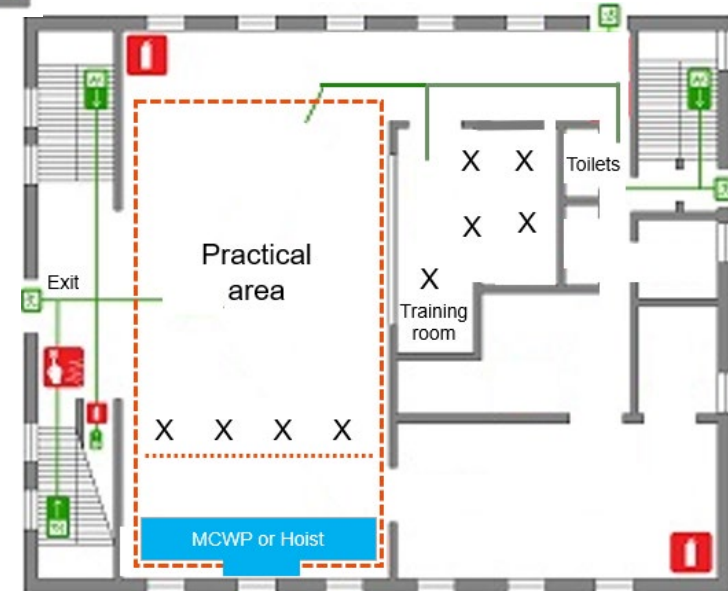 Toilets
X X
X X
Practical
area
X
Exit
Training
room
X X X X
MCWP or Hoist